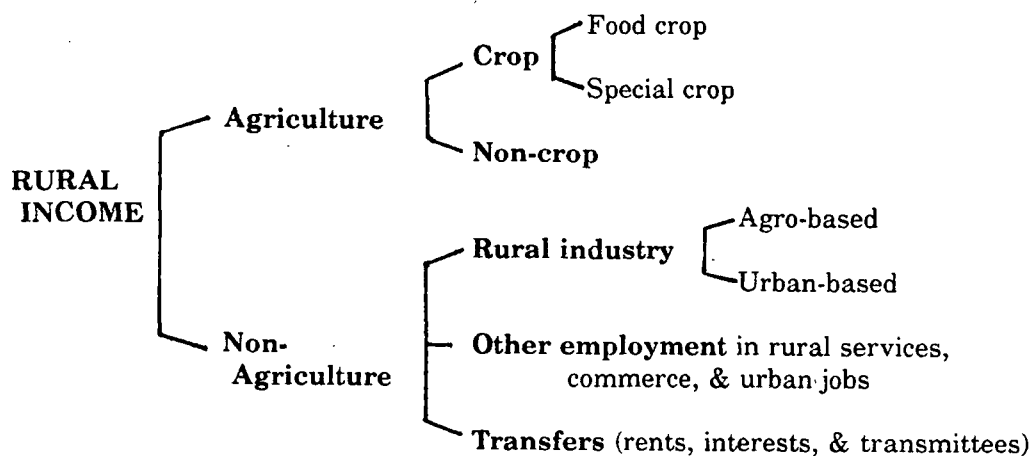 Food crop
Crop
Special crop
Agriculture
Non-crop
RURAL
INCOME
Agro-based
Rural industry
Urban-based
Non-
Agriculture
Other employment in rural services,
commerce, & urban jobs
Transfers (rents, interests, & transmittees)